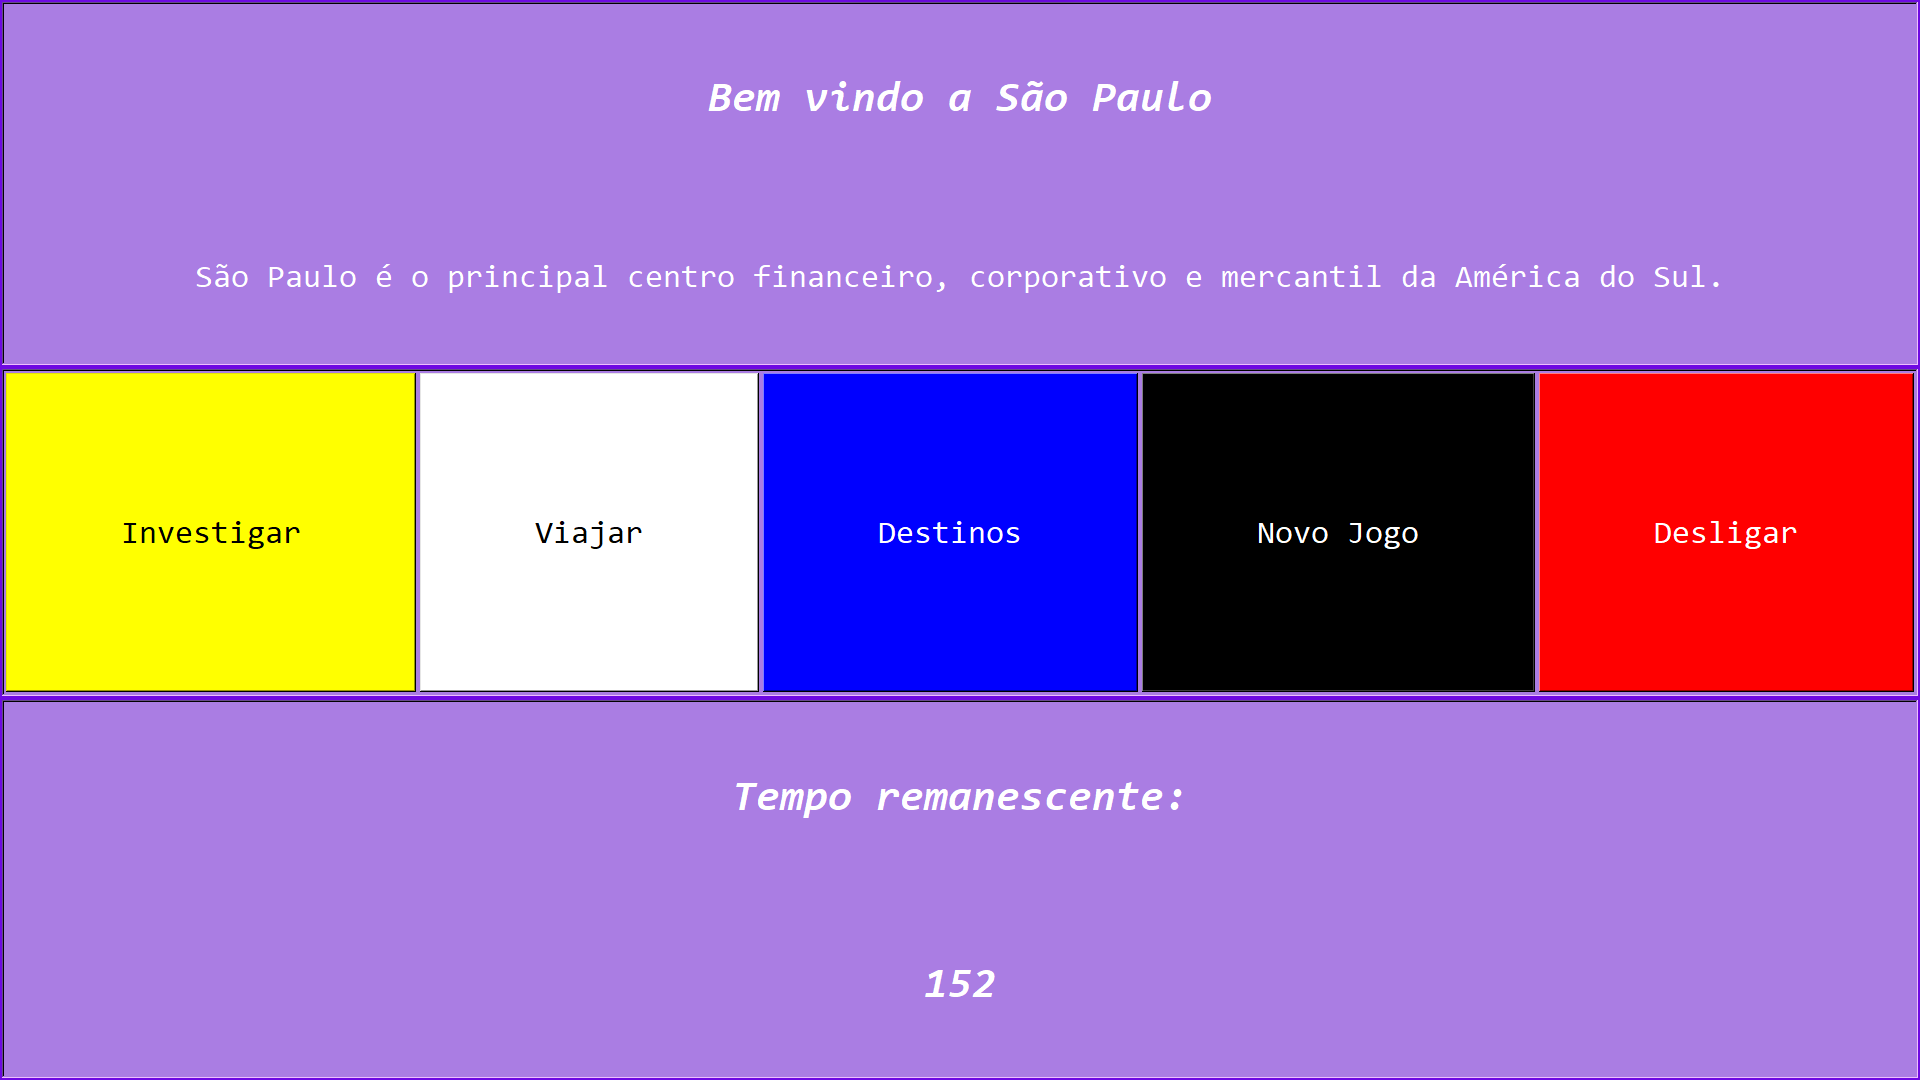 Bem vindo a São Paulo
São Paulo é o principal centro financeiro, corporativo e mercantil da América do Sul.
Investigar
Viajar
Destinos
Novo Jogo
Desligar
Tempo remanescente:
152